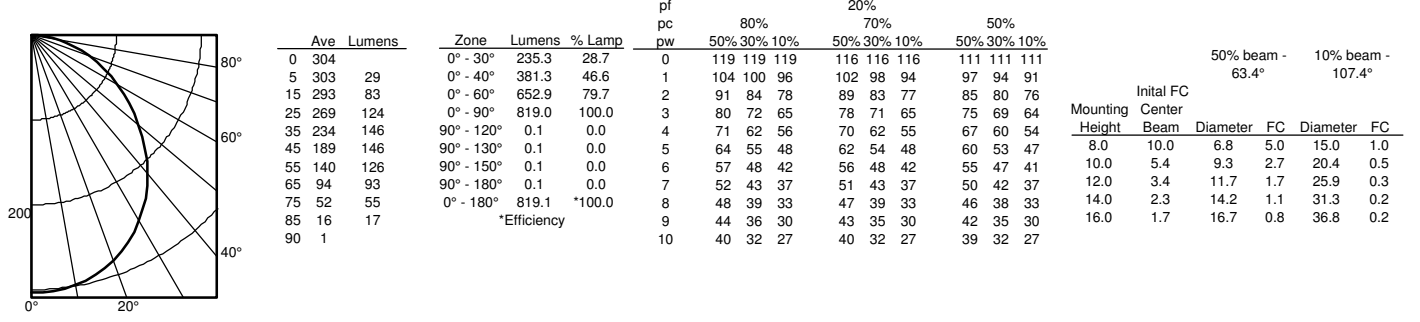 80°
60°
40°
200
0° 20°
Ave Lumens
0 304
5 303 29
15 293 83
25 269 124
35 234 146
45 189 146
55 140 126
65 94 93
75 52 55
85 16 17
90 1
Zone Lumens % Lamp
0° - 30° 235.3 28.7
0° - 40° 381.3 46.6
0° - 60° 652.9 79.7
0° - 90° 819.0 100.0
90° - 120° 0.1 0.0
90° - 130° 0.1 0.0
90° - 150° 0.1 0.0
90° - 180° 0.1 0.0
0° - 180° 819.1 *100.0
*Efficiency
pf 20%
pc 80% 70% 50%
pw 50% 30% 10% 50% 30% 10% 50% 30% 10%
0 119 119 119 116 116 116 111 111 111
1 104 100 96 102 98 94 97 94 91
2 91 84 78 89 83 77 85 80 76
3 80 72 65 78 71 65 75 69 64
4 71 62 56 70 62 55 67 60 54
5 64 55 48 62 54 48 60 53 47
6 57 48 42 56 48 42 55 47 41
7 52 43 37 51 43 37 50 42 37
8 48 39 33 47 39 33 46 38 33
9 44 36 30 43 35 30 42 35 30
10 40 32 27 40 32 27 39 32 27
50% beam - 10% beam -
63.4° 107.4°
Inital FC
Mounting Center
Height Beam Diameter FC Diameter FC
8.0 10.0 6.8 5.0 15.0 1.0
10.0 5.4 9.3 2.7 20.4 0.5
12.0 3.4 11.7 1.7 25.9 0.3
14.0 2.3 14.2 1.1 31.3 0.2
16.0 1.7 16.7 0.8 36.8 0.2